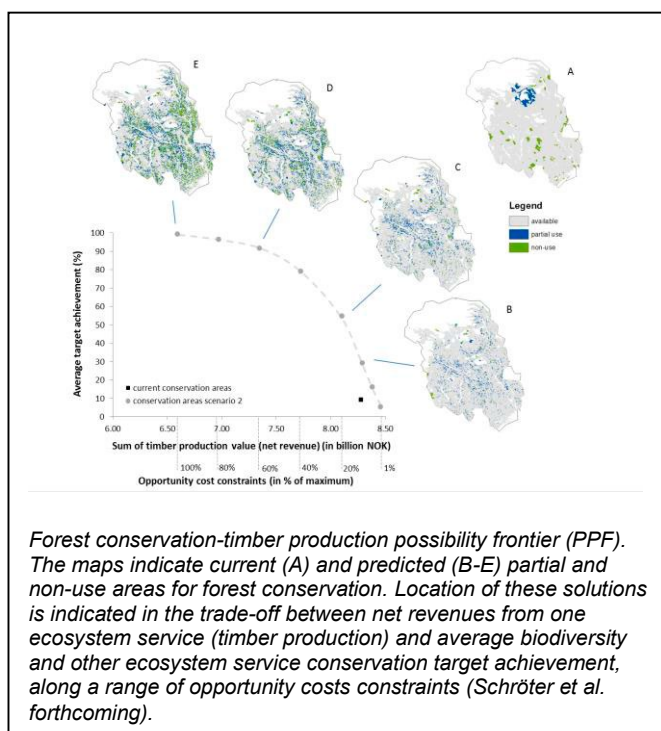 E
D
A
C
Legend
available
partial use
non-use
B
100
90
80
70
60
50
40
30
20
10
0
Average target achievement (%)
current conservation areas
conservation areas scenario 2
6.00 6.50 7.00 7.50 8.00 8.50
Sum of timber production value (net revenue) (in billion NOK)
100% 80% 60% 40% 20% 1%
Opportunity cost constraints (in % of maximum)
Forest conservation-timber production possibility frontier (PPF).
The maps indicate current (A) and predicted (B-E) partial and
non-use areas for forest conservation. Location of these solutions
is indicated in the trade-off between net revenues from one
ecosystem service (timber production) and average biodiversity
and other ecosystem service conservation target achievement,
along a range of opportunity costs constraints (Schröter et al.
forthcoming).